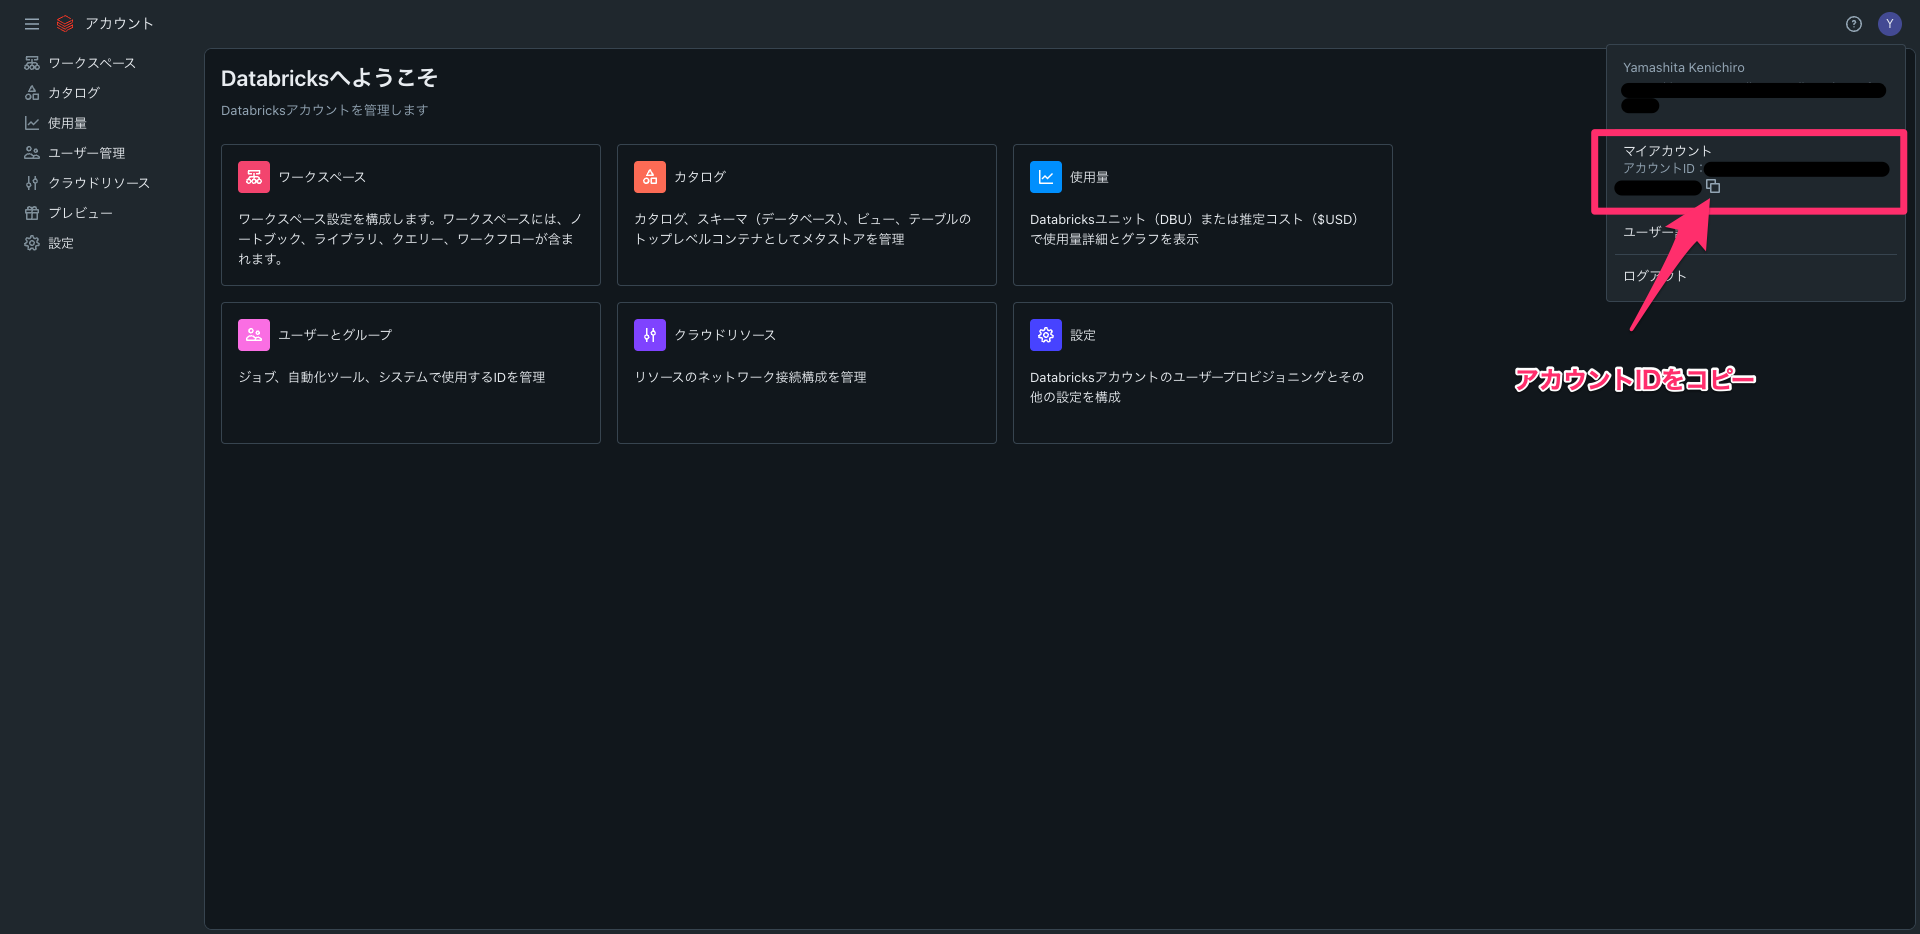 アカウント
?
Y
ワークスペース
カタログ
使用量
ユーザー管理
クラウドリソース
プレビュー
設定
Databricksへようこそ
Databricksアカウントを管理します
ワークスペース
ワークスペース設定を構成します。ワークスペースには、ノ
ートブック、ライブラリ、クエリー、ワークフローが含ま
れます。
カタログ
カタログ、スキーマ（データベース）、ビュー、テーブルの
トップレベルコンテナとしてメタストアを管理
使用量
Databricksユニット（DBU）または推定コスト（$USD）
で使用量詳細とグラフを表示
ユーザーとグループ
ジョブ、自動化ツール、システムで使用するIDを管理
クラウドリソース
リソースのネットワーク接続構成を管理
設定
Databricksアカウントのユーザープロビジョニングとその
他の設定を構成
Yamashita Kenichiro
マイアカウント
アカウントID：
ユーザー
ログアウト
アカウントIDをコピー